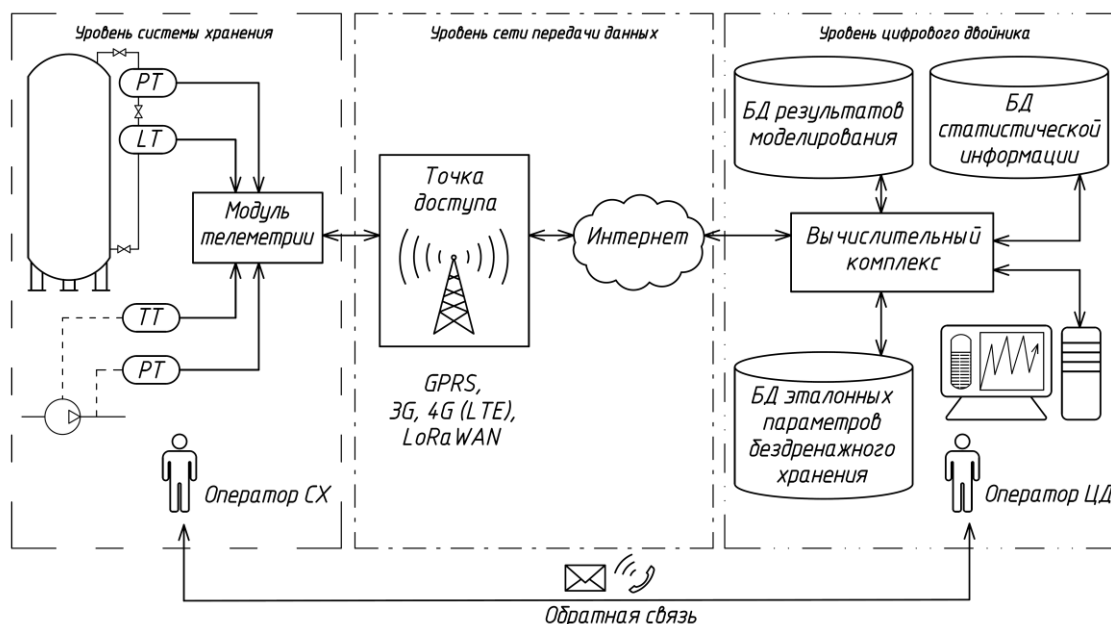 Уровень системы хранения
PT
LT
Модуль
телеметрии
TT
PT
Оператор СХ
Уровень сети передачи данных
Точка
доступа
GPRS,
3G, 4G (LTE),
LoRaWAN
Интернет
Уровень цифрового двойника
БД результатов
моделирования
БД
статистической
информации
Вычислительный
комплекс
БД эталонных
параметров
бездренажного
хранения
Оператор ЦД
Обратная связь